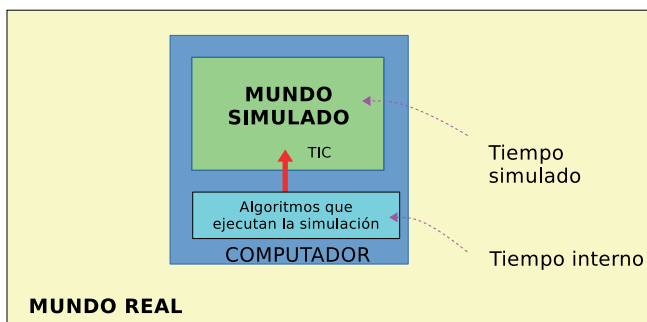 MUNDO
SIMULADO
TIC
Algoritmos que
ejecutan la simulación
COMPUTADOR
Tiempo
simulado
Tiempo interno
MUNDO REAL